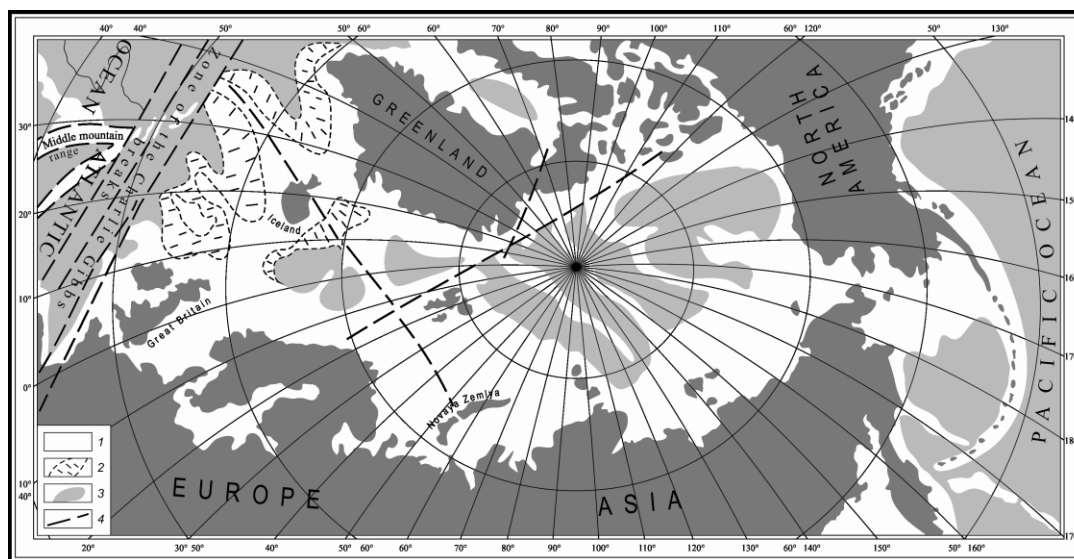 40° 40° 50° 50° 60° 70° 80° 90° 100° 110° 60° 120° 50° 130°
OCEAN
ATLANTIC
Zone of the Charlie Gibbs
breaks
Middle mountain
range
GREENLAND
NORTH
AMERICA
PACIFIC OCEAN
Iceland
Great Britain
Novaya Zemlya
EUROPE
ASIA
30°
20°
10°
0°
10°
40°
14
15
16
17
18
17
1
2
3
4
20° 30° 50° 40° 50° 60° 70° 80° 90° 100° 110° 120° 130° 60° 140° 150° 50° 160°